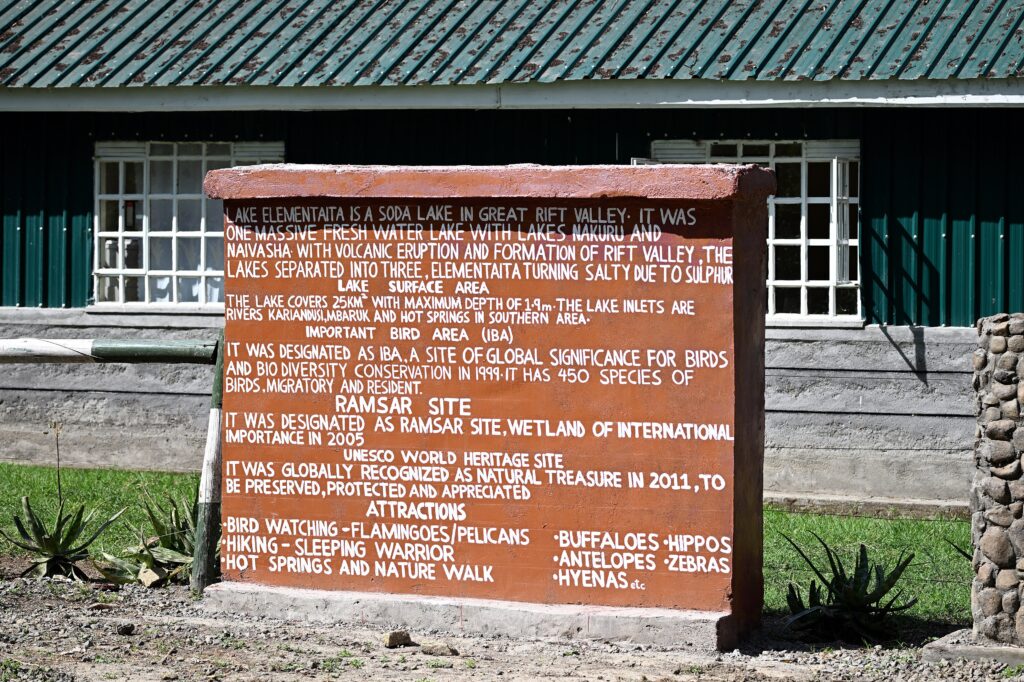 LAKE ELEMENTAITA IS A SODA LAKE IN GREAT RIFT VALLEY. IT WAS
ONE MASSIVE FRESH WATER LAKE WITH LAKES NAKURU AND
NAIVASHA. WITH VOLCANIC ERUPTION AND FORMATION OF RIFT VALLEY, THE
LAKES SEPARATED INTO THREE, ELEMENTAITA TURNING SALTY DUE TO SULPHUR
LAKE SURFACE AREA
THE LAKE COVERS 25KM² WITH MAXIMUM DEPTH OF 1.9m. THE LAKE INLETS ARE
RIVERS KARIANDUSI, MBARUK AND HOT SPRINGS IN SOUTHERN AREA.
IMPORTANT BIRD AREA (IBA)
IT WAS DESIGNATED AS IBA, A SITE OF GLOBAL SIGNIFICANCE FOR BIRDS
AND BIO DIVERSITY CONSERVATION IN 1999. IT HAS 450 SPECIES OF
BIRDS, MIGRATORY AND RESIDENT.
RAMSAR SITE
IT WAS DESIGNATED AS RAMSAR SITE, WETLAND OF INTERNATIONAL
IMPORTANCE IN 2005
UNESCO WORLD HERITAGE SITE
IT WAS GLOBALLY RECOGNIZED AS NATURAL TREASURE IN 2011, TO
BE PRESERVED, PROTECTED AND APPRECIATED
ATTRACTIONS
•BIRD WATCHING - FLAMINGOES/PELICANS
•HIKING - SLEEPING WARRIOR
•HOT SPRINGS AND NATURE WALK
•BUFFALOES •HIPPOS
•ANTELOPES •ZEBRAS
•HYENAS etc